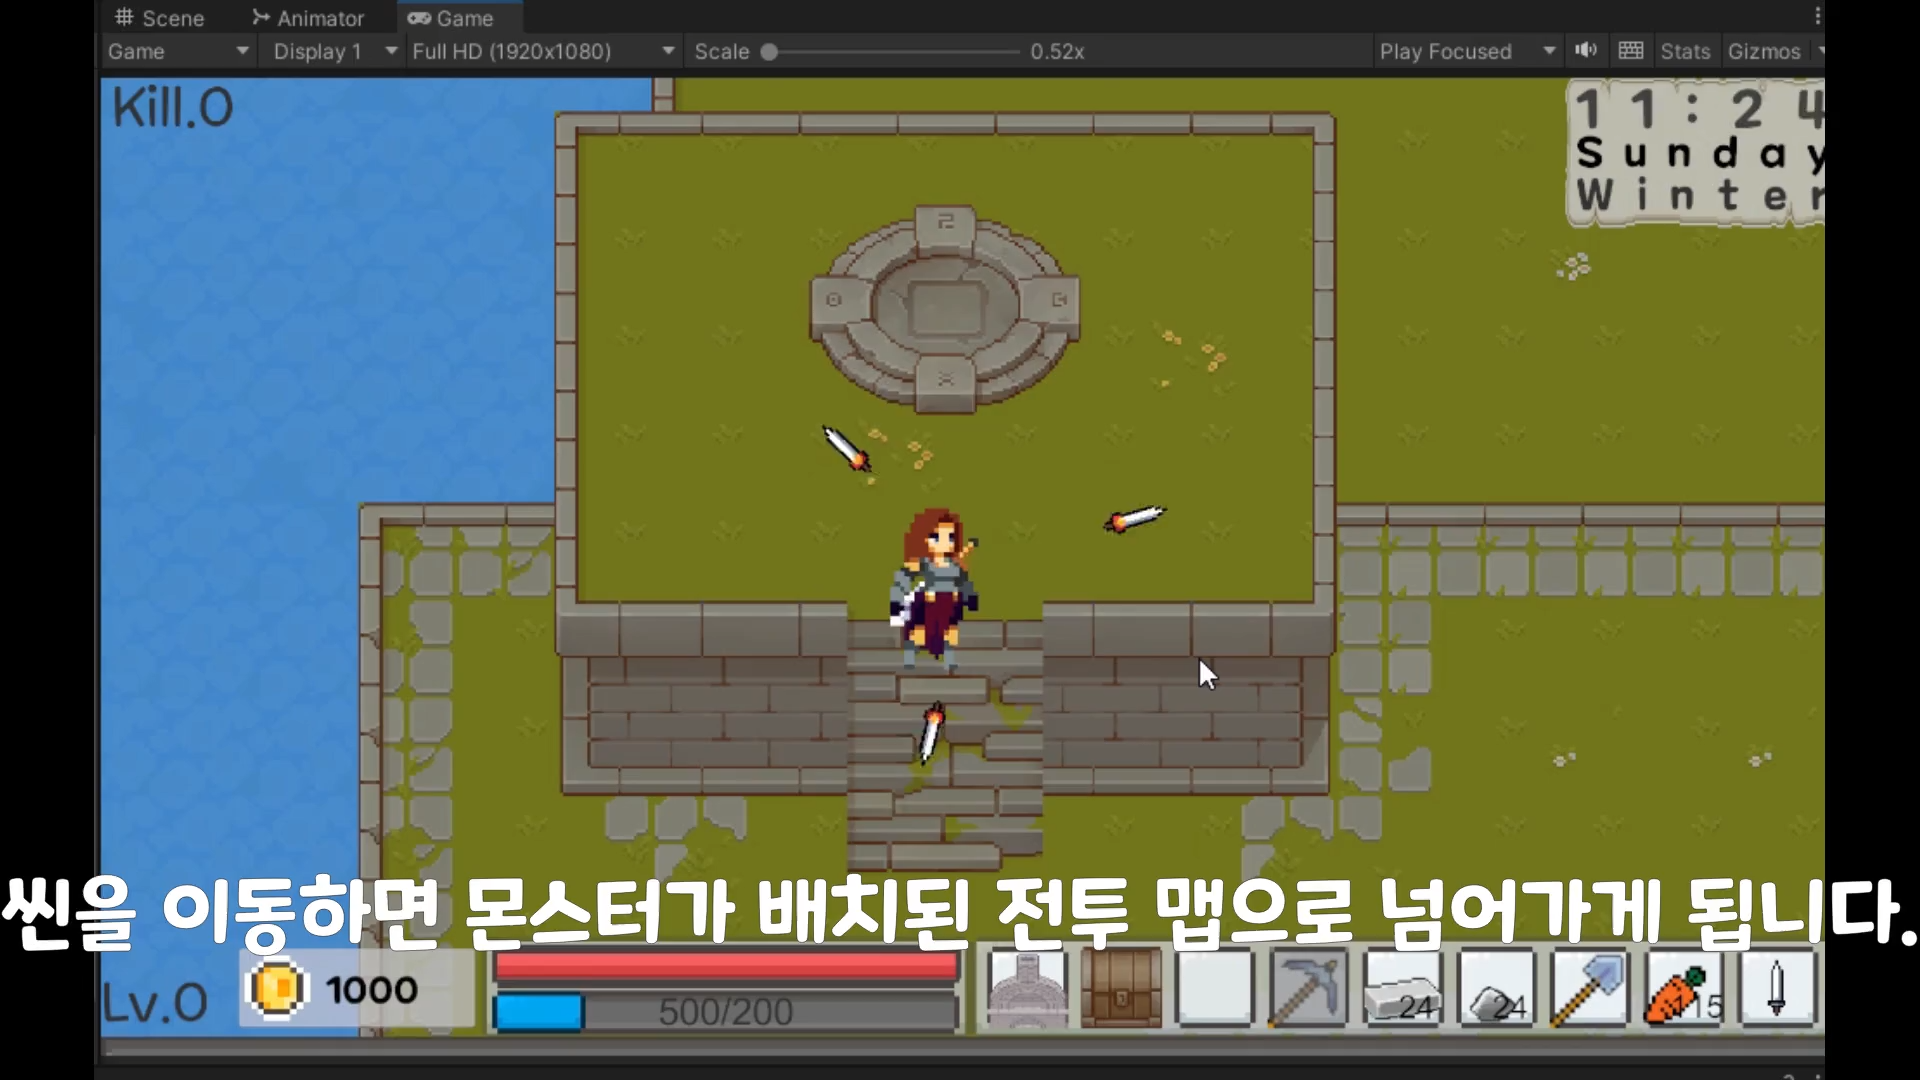 Scene Animator Game
Game Display 1 Full HD (1920x1080) Scale 0.52x Play Focused Stats Gizmos
Kill.0
11:24
Sunday
Winter
씬을 이동하면 몬스터가 배치된 전투 맵으로 넘어가게 됩니다.
Lv.0 1000 500/200 24 24 15